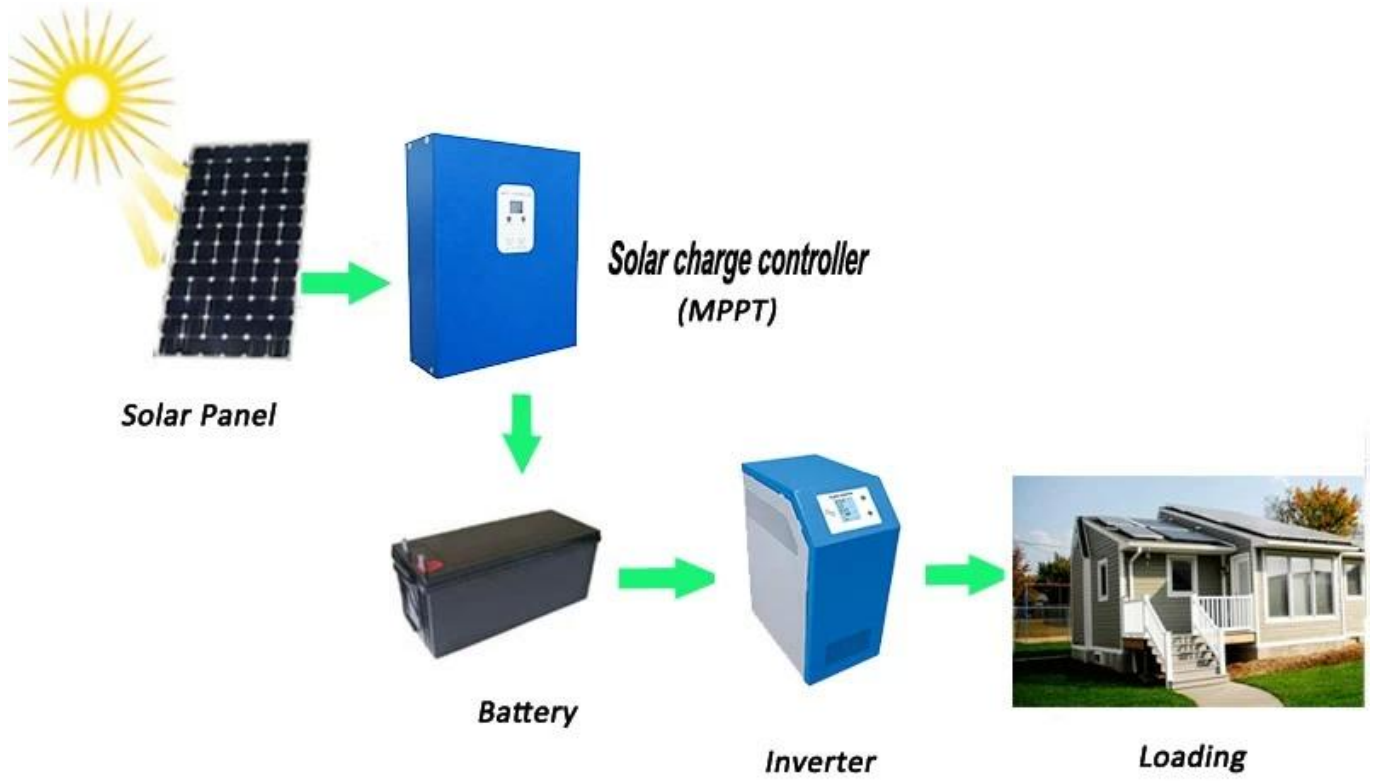 Solar charge controller
(MPPT)
Solar Panel
Battery
Inverter
Loading